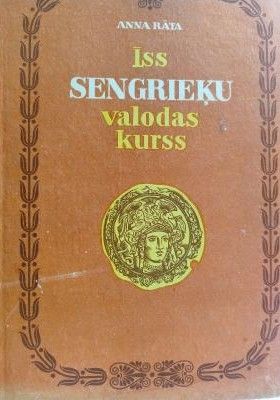 ANNA RĀTA
Īss
SENGRIEĶU
valodas
kurss